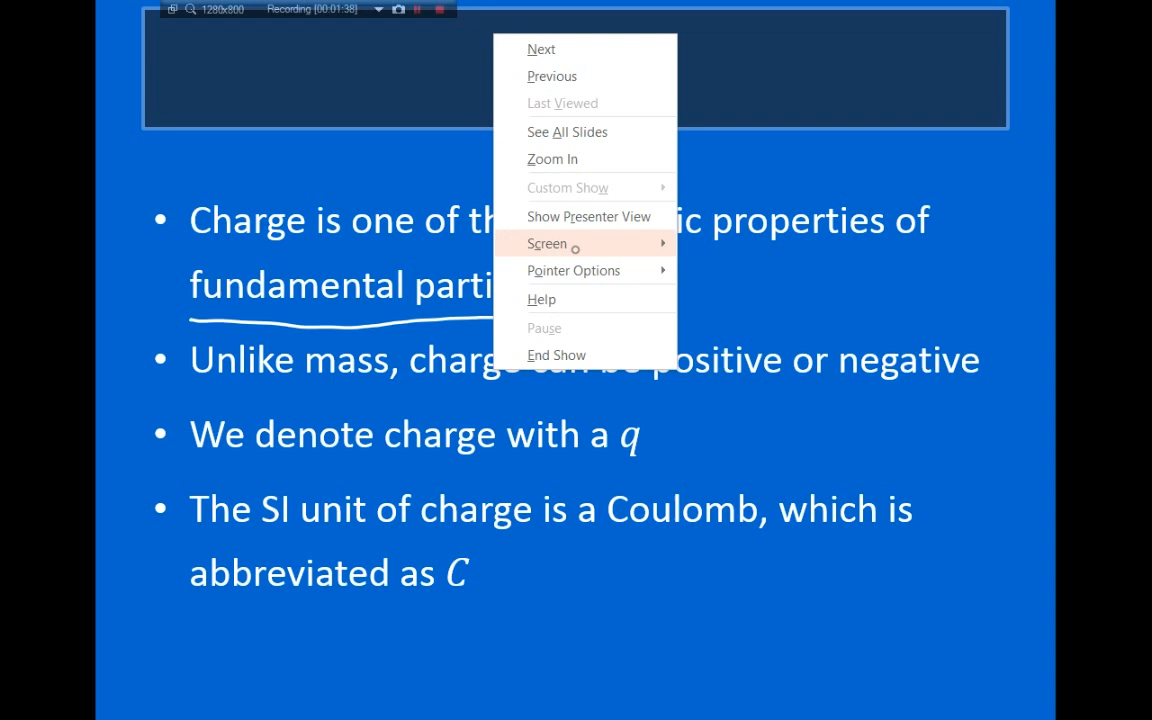 1280x800 Recording [00:01:38]
Next
Previous
Last Viewed
See All Slides
Zoom In
Custom Show
Show Presenter View
Screen
Pointer Options
Help
Pause
End Show
• Charge is one of th ic properties of
fundamental parti
• Unlike mass, charge can be positive or negative
• We denote charge with a q
• The SI unit of charge is a Coulomb, which is
abbreviated as C